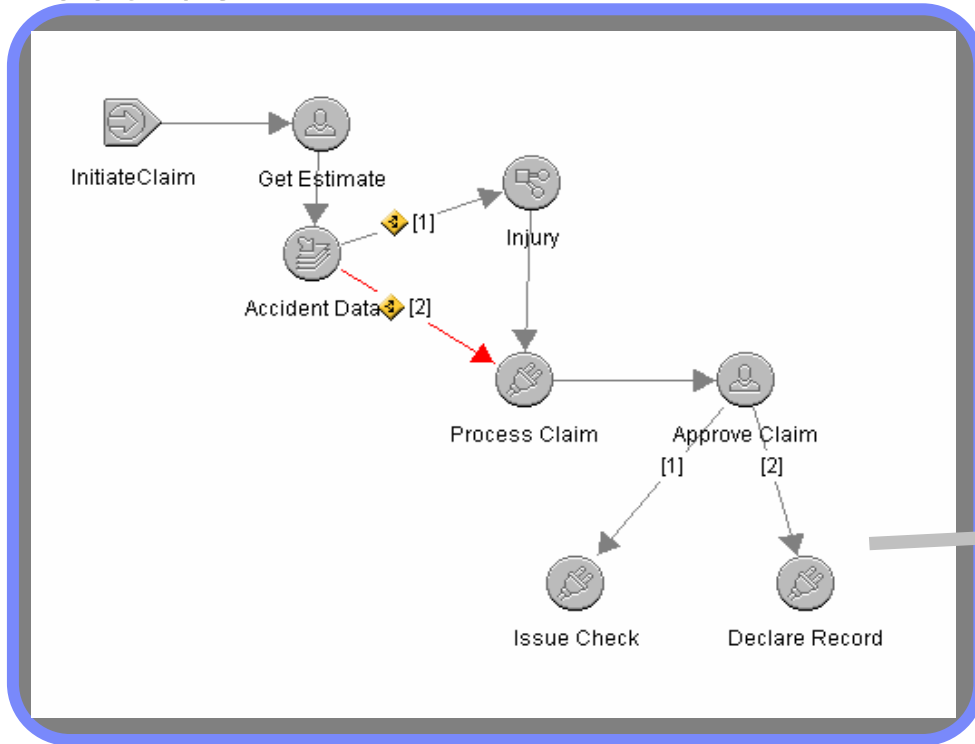 InitiateClaim
Get Estimate
[1]
Injury
Accident Data
[2]
Process Claim
Approve Claim
[1]
[2]
Issue Check
Declare Record